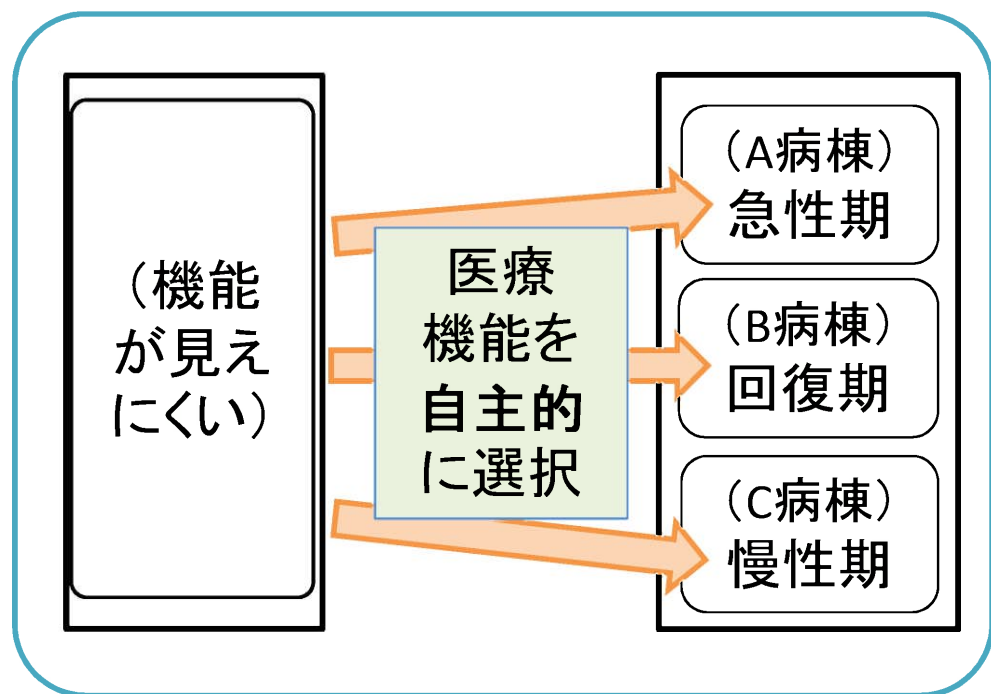 （機能
が見え
にくい）
医療
機能を
自主的
に選択
（A病棟）
急性期
（B病棟）
回復期
（C病棟）
慢性期